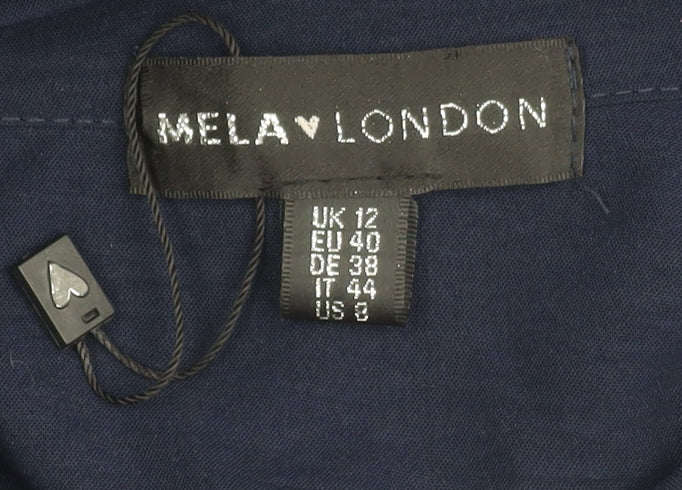 MELA♥LONDON
UK 12
EU 40
DE 38
IT 44
US 8